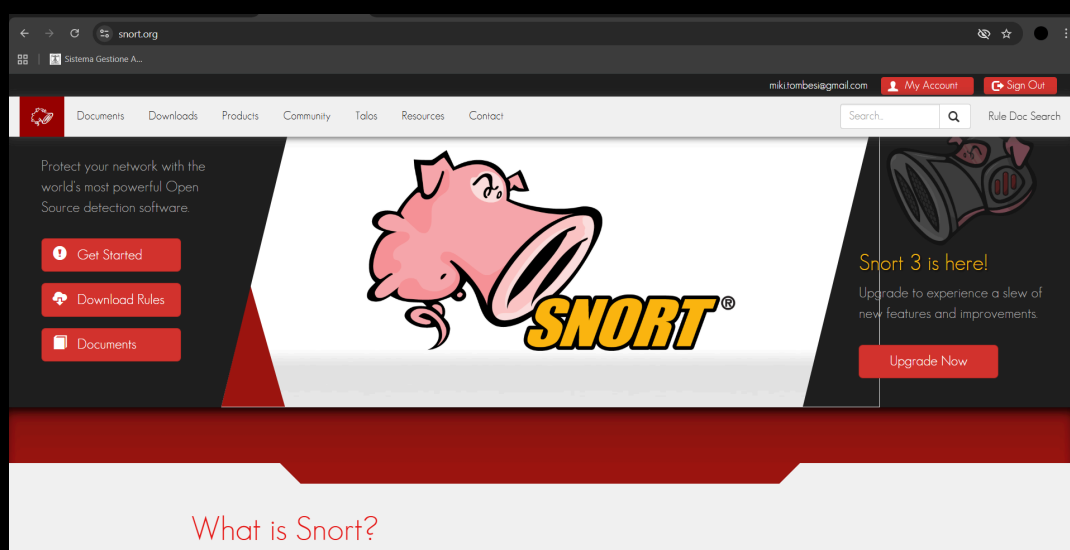 snort.org
Sistema Gestione A...
miki.tombesi@gmail.com My Account Sign Out
Documents Downloads Products Community Talos Resources Contact Search.. Rule Doc Search
Protect your network with the
world's most powerful Open
Source detection software.
Get Started
Download Rules
Documents
SNORT®
Snort 3 is here!
Upgrade to experience a slew of
new features and improvements.
Upgrade Now
What is Snort?